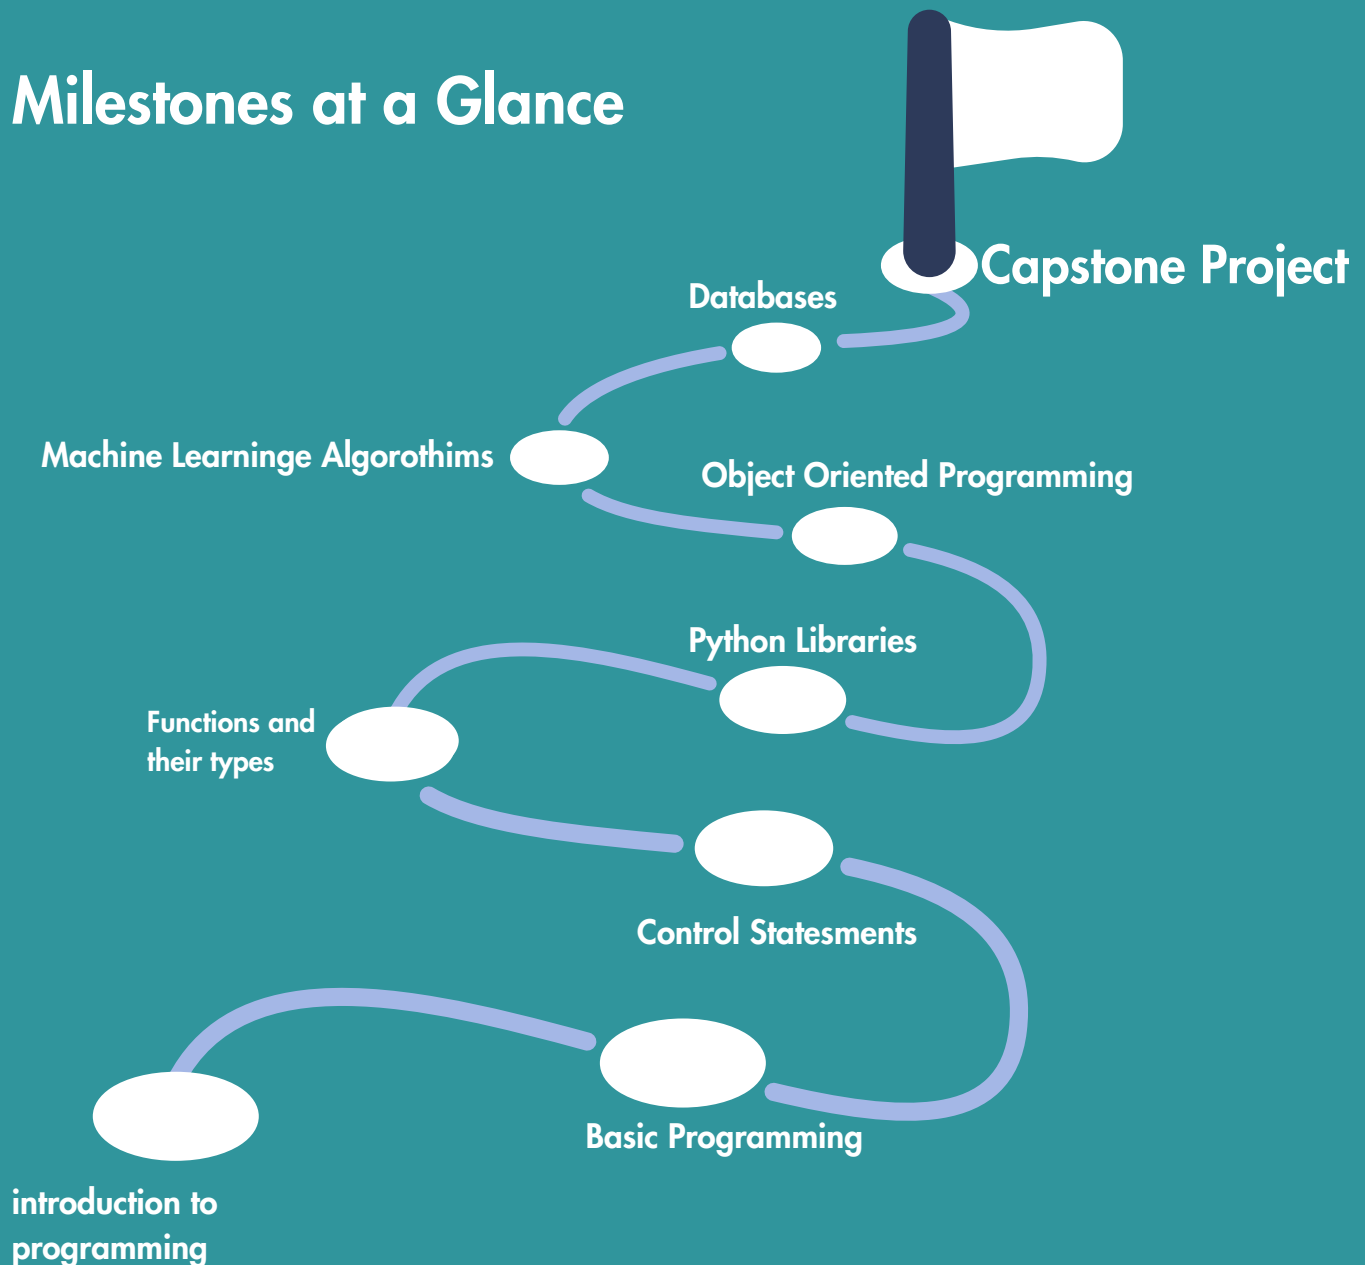 Milestones at a Glance
Capstone Project
Databases
Machine Learninge Algorothims
Object Oriented Programming
Python Libraries
Functions and
their types
Control Statesments
Basic Programming
introduction to
programming